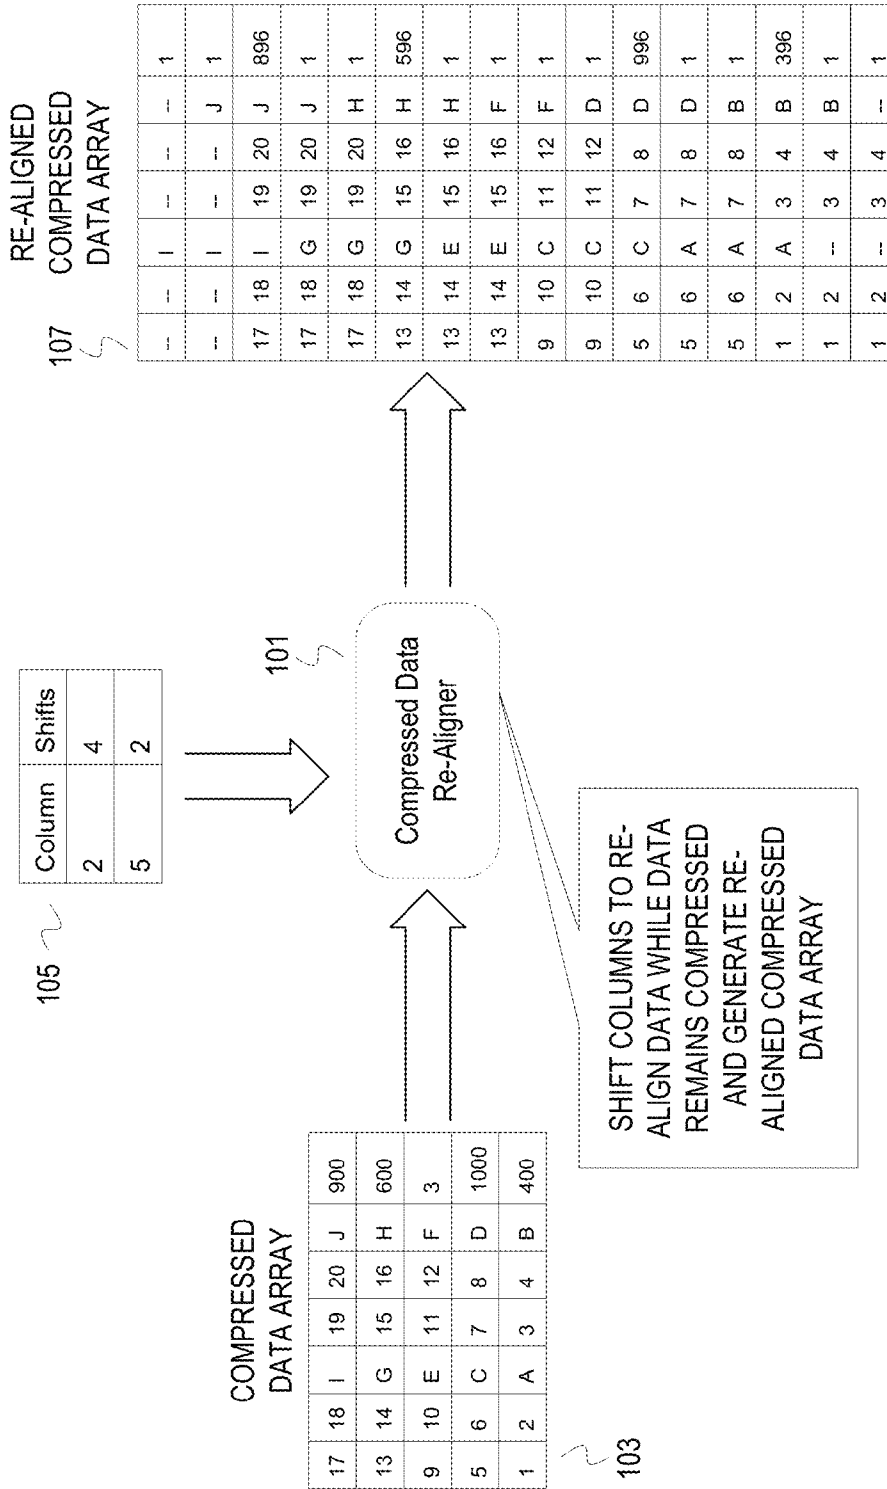 105
Column Shifts
2 4
5 2
COMPRESSED
DATA ARRAY
17 18 I 19 20 J 900
13 14 G 15 16 H 600
9 10 E 11 12 F 3
5 6 C 7 8 D 1000
1 2 A 3 4 B 400
103
101
Compressed Data
Re-Aligner
SHIFT COLUMNS TO RE-
ALIGN DATA WHILE DATA
REMAINS COMPRESSED
AND GENERATE RE-
ALIGNED COMPRESSED
DATA ARRAY
RE-ALIGNED
COMPRESSED
DATA ARRAY
107
-- -- I -- -- -- 1
-- -- I -- -- J 1
17 18 I 19 20 J 896
17 18 G 19 20 J 1
17 18 G 19 20 H 1
13 14 G 15 16 H 596
13 14 E 15 16 H 1
13 14 E 15 16 F 1
9 10 C 11 12 F 1
9 10 C 11 12 D 1
5 6 C 7 8 D 996
5 6 A 7 8 D 1
5 6 A 7 8 B 1
1 2 A 3 4 B 396
1 2 -- 3 4 B 1
1 2 -- 3 4 -- 1